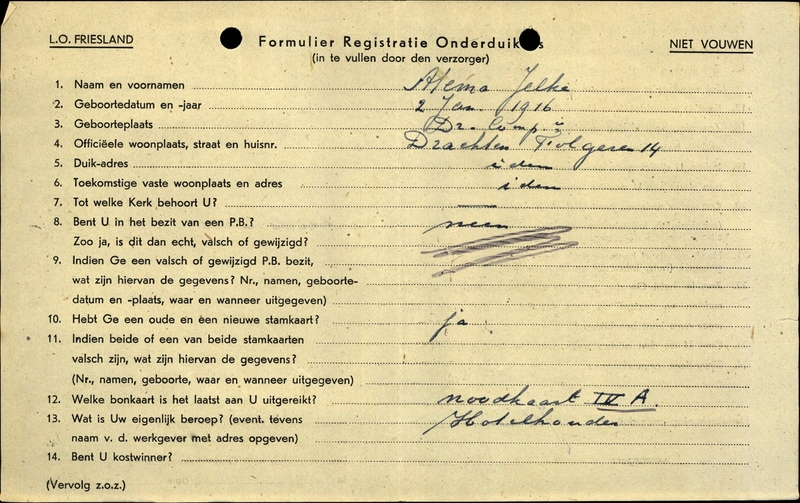 L.O. FRIESLAND
Formulier Registratie Onderduik s
NIET VOUWEN
(in te vullen door den verzorger)
1. Naam en voornamen Atema Jelke
2. Geboortedatum en -jaar 2 Jan. 1916
3. Geboorteplaats Dr. Comp.
4. Officiëele woonplaats, straat en huisnr. Drachten 14
5. Duik-adres idem
6. Toekomstige vaste woonplaats en adres idem
7. Tot welke Kerk behoort U? —
8. Bent U in het bezit van een P.B.? neen
Zoo ja, is dit dan echt, valsch of gewijzigd?
9. Indien Ge een valsch of gewijzigd P.B. bezit,
wat zijn hiervan de gegevens? Nr., namen, geboorte-
datum en -plaats, waar en wanneer uitgegeven)
10. Hebt Ge een oude en een nieuwe stamkaart? ja
11. Indien beide of een van beide stamkaarten
valsch zijn, wat zijn hiervan de gegevens?
(Nr., namen, geboorte, waar en wanneer uitgegeven)
12. Welke bonkaart is het laatst aan U uitgereikt? noodkaart IV A.
13. Wat is Uw eigenlijk beroep? (event. tevens Hotelhouder
naam v. d. werkgever met adres opgeven)
14. Bent U kostwinner?
(Vervolg z.o.z.)